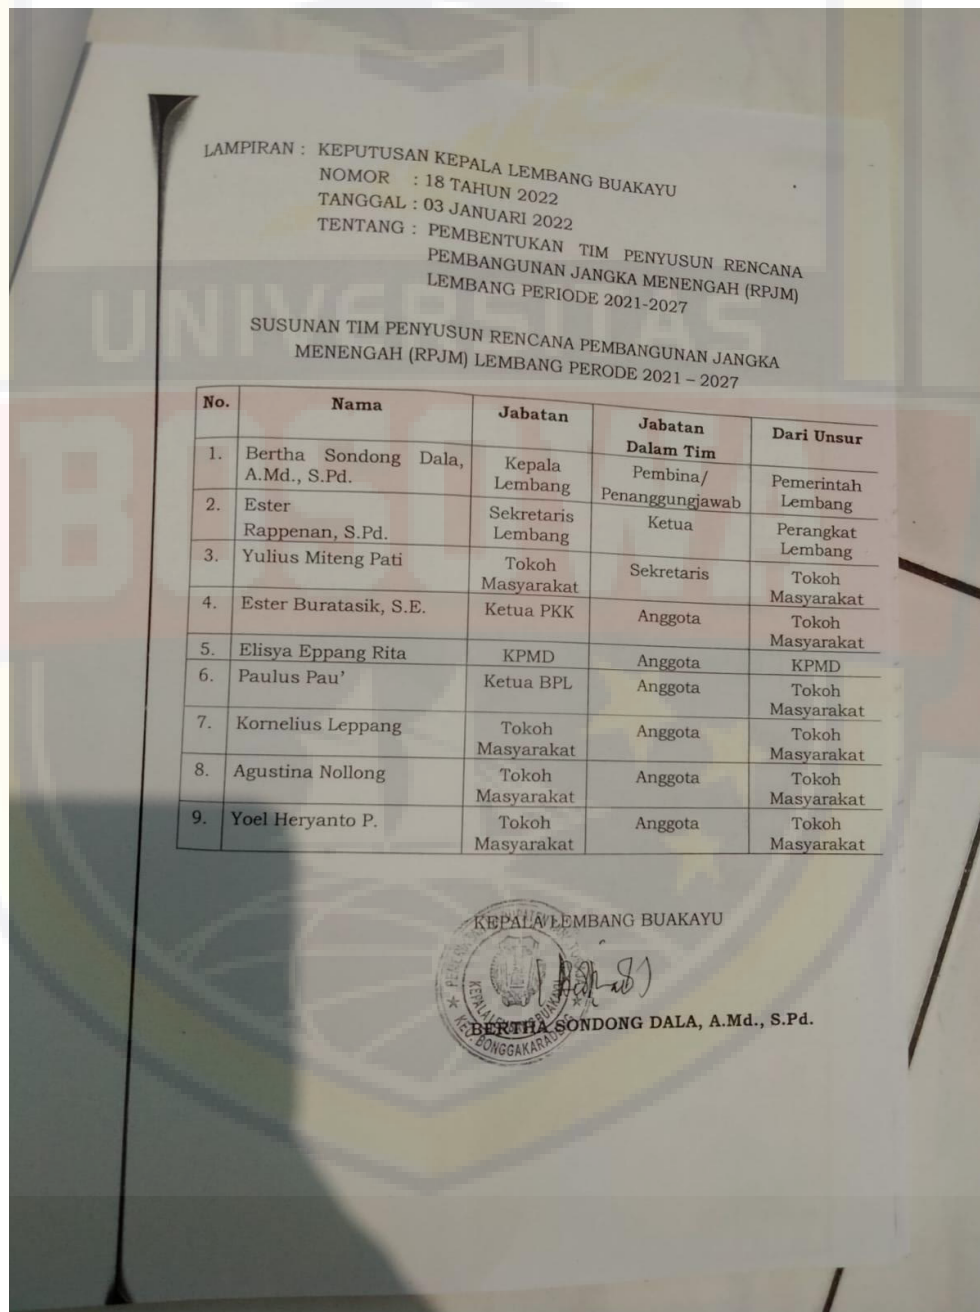 LAMPIRAN : KEPUTUSAN KEPALA LEMBANG BUAKAYU
NOMOR : 18 TAHUN 2022
TANGGAL : 03 JANUARI 2022
TENTANG : PEMBENTUKAN TIM PENYUSUN RENCANA
PEMBANGUNAN JANGKA MENENGAH (RPJM)
LEMBANG PERIODE 2021-2027
UNIVERSITAS
SUSUNAN TIM PENYUSUN RENCANA PEMBANGUNAN JANGKA
MENENGAH (RPJM) LEMBANG PERODE 2021 – 2027
BOSOWA
No. Nama Jabatan Jabatan Dalam Tim Dari Unsur
1. Bertha Sondong Dala, A.Md., S.Pd. Kepala Lembang Pembina/ Penanggungjawab Pemerintah Lembang
2. Ester Rappenan, S.Pd. Sekretaris Lembang Ketua Perangkat Lembang
3. Yulius Miteng Pati Tokoh Masyarakat Sekretaris Tokoh Masyarakat
4. Ester Buratasik, S.E. Ketua PKK Anggota Tokoh Masyarakat
5. Elisya Eppang Rita KPMD Anggota KPMD
6. Paulus Pau’ Ketua BPL Anggota Tokoh Masyarakat
7. Kornelius Leppang Tokoh Masyarakat Anggota Tokoh Masyarakat
8. Agustina Nollong Tokoh Masyarakat Anggota Tokoh Masyarakat
9. Yoel Heryanto P. Tokoh Masyarakat Anggota Tokoh Masyarakat
KEPALA LEMBANG BUAKAYU
KEPALA LEMBANG BUAKAYU
BERTHA SONDONG DALA, A.Md., S.Pd.